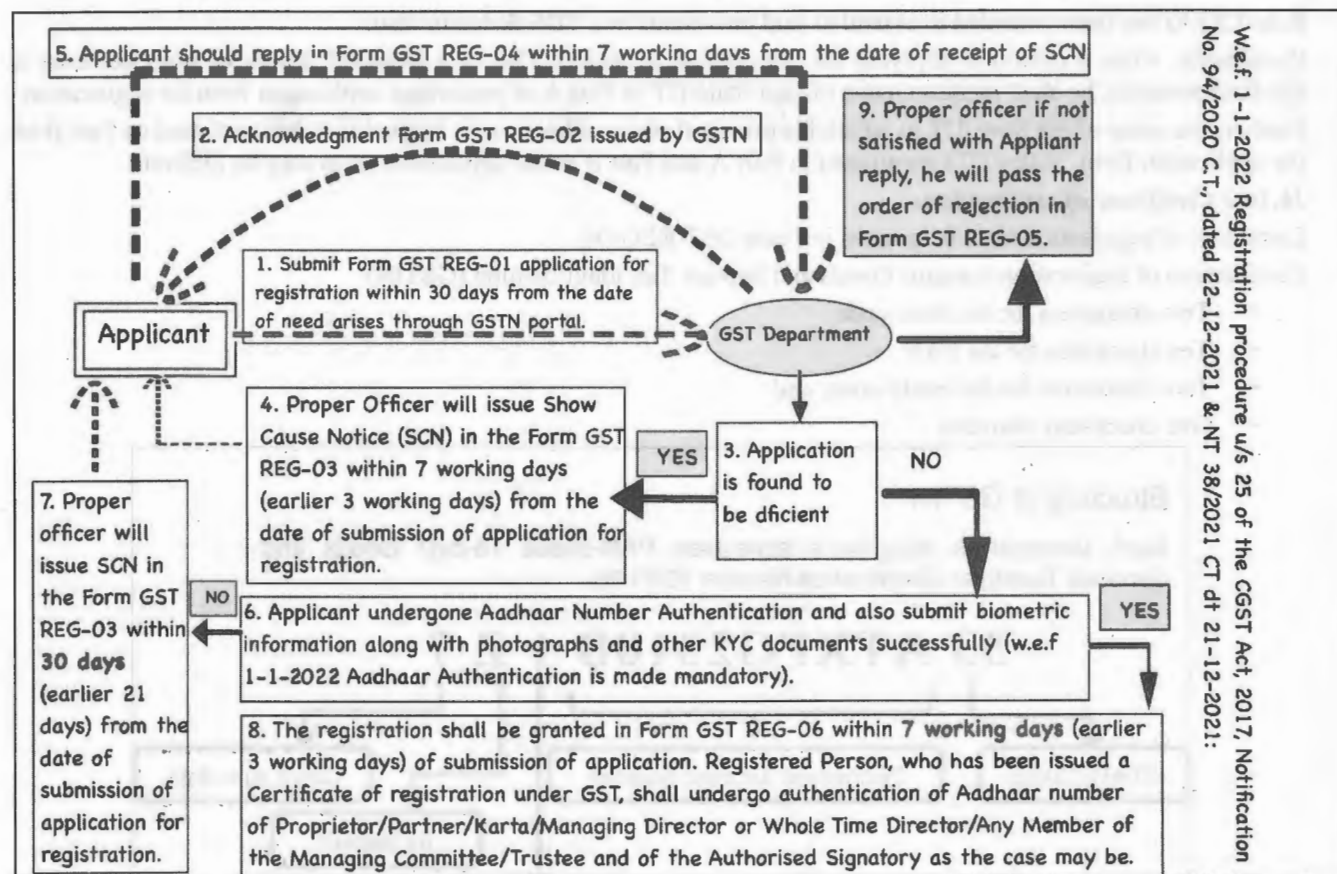 5. Applicant should reply in Form GST REG-04 within 7 working days from the date of receipt of SCN
2. Acknowledgment Form GST REG-02 issued by GSTN
9. Proper officer, if not
satisfied with Appliant
reply, he will pass the
order of rejection in
Form GST REG-05.
1. Submit Form GST REG-01 application for
registration within 30 days from the date
of need arises through GSTN portal.
Applicant
GST Department
4. Proper Officer will issue Show
Cause Notice (SCN) in the Form GST
REG-03 within 7 working days
(earlier 3 working days) from the
date of submission of application for
registration.
YES
3. Application
is found to
be dficient
NO
7. Proper
officer will
issue SCN in
the Form GST
REG-03 within
30 days
(earlier 21
days) from the
date of
submission of
application for
registration.
NO
6. Applicant undergone Aadhaar Number Authentication and also submit biometric
information along with photographs and other KYC documents sucessfully (w.e.f
1-1-2022 Aadhaar Authentication is made mandatory).
YES
8. The registration shall be granted in Form GST REG-06 within 7 working days (earlier
3 working days) of submission of application. Registered Person, who has been issued a
Certificate of registration under GST, shall undergo authentication of Aadhaar number
of Proprietor/Partner/Karta/Managing Director or Whole Time Director/Any Member of
the Managing Committee/Trustee and of the Authorised Signatory as the case may be.
W.e.f. 1-1-2022 Registration procedure u/s 25 of the CGST Act, 2017, Notification
No. 94/2020 C.T., dated 22-12-2021 & NT 38/2021 CT dt 21-12-2021: